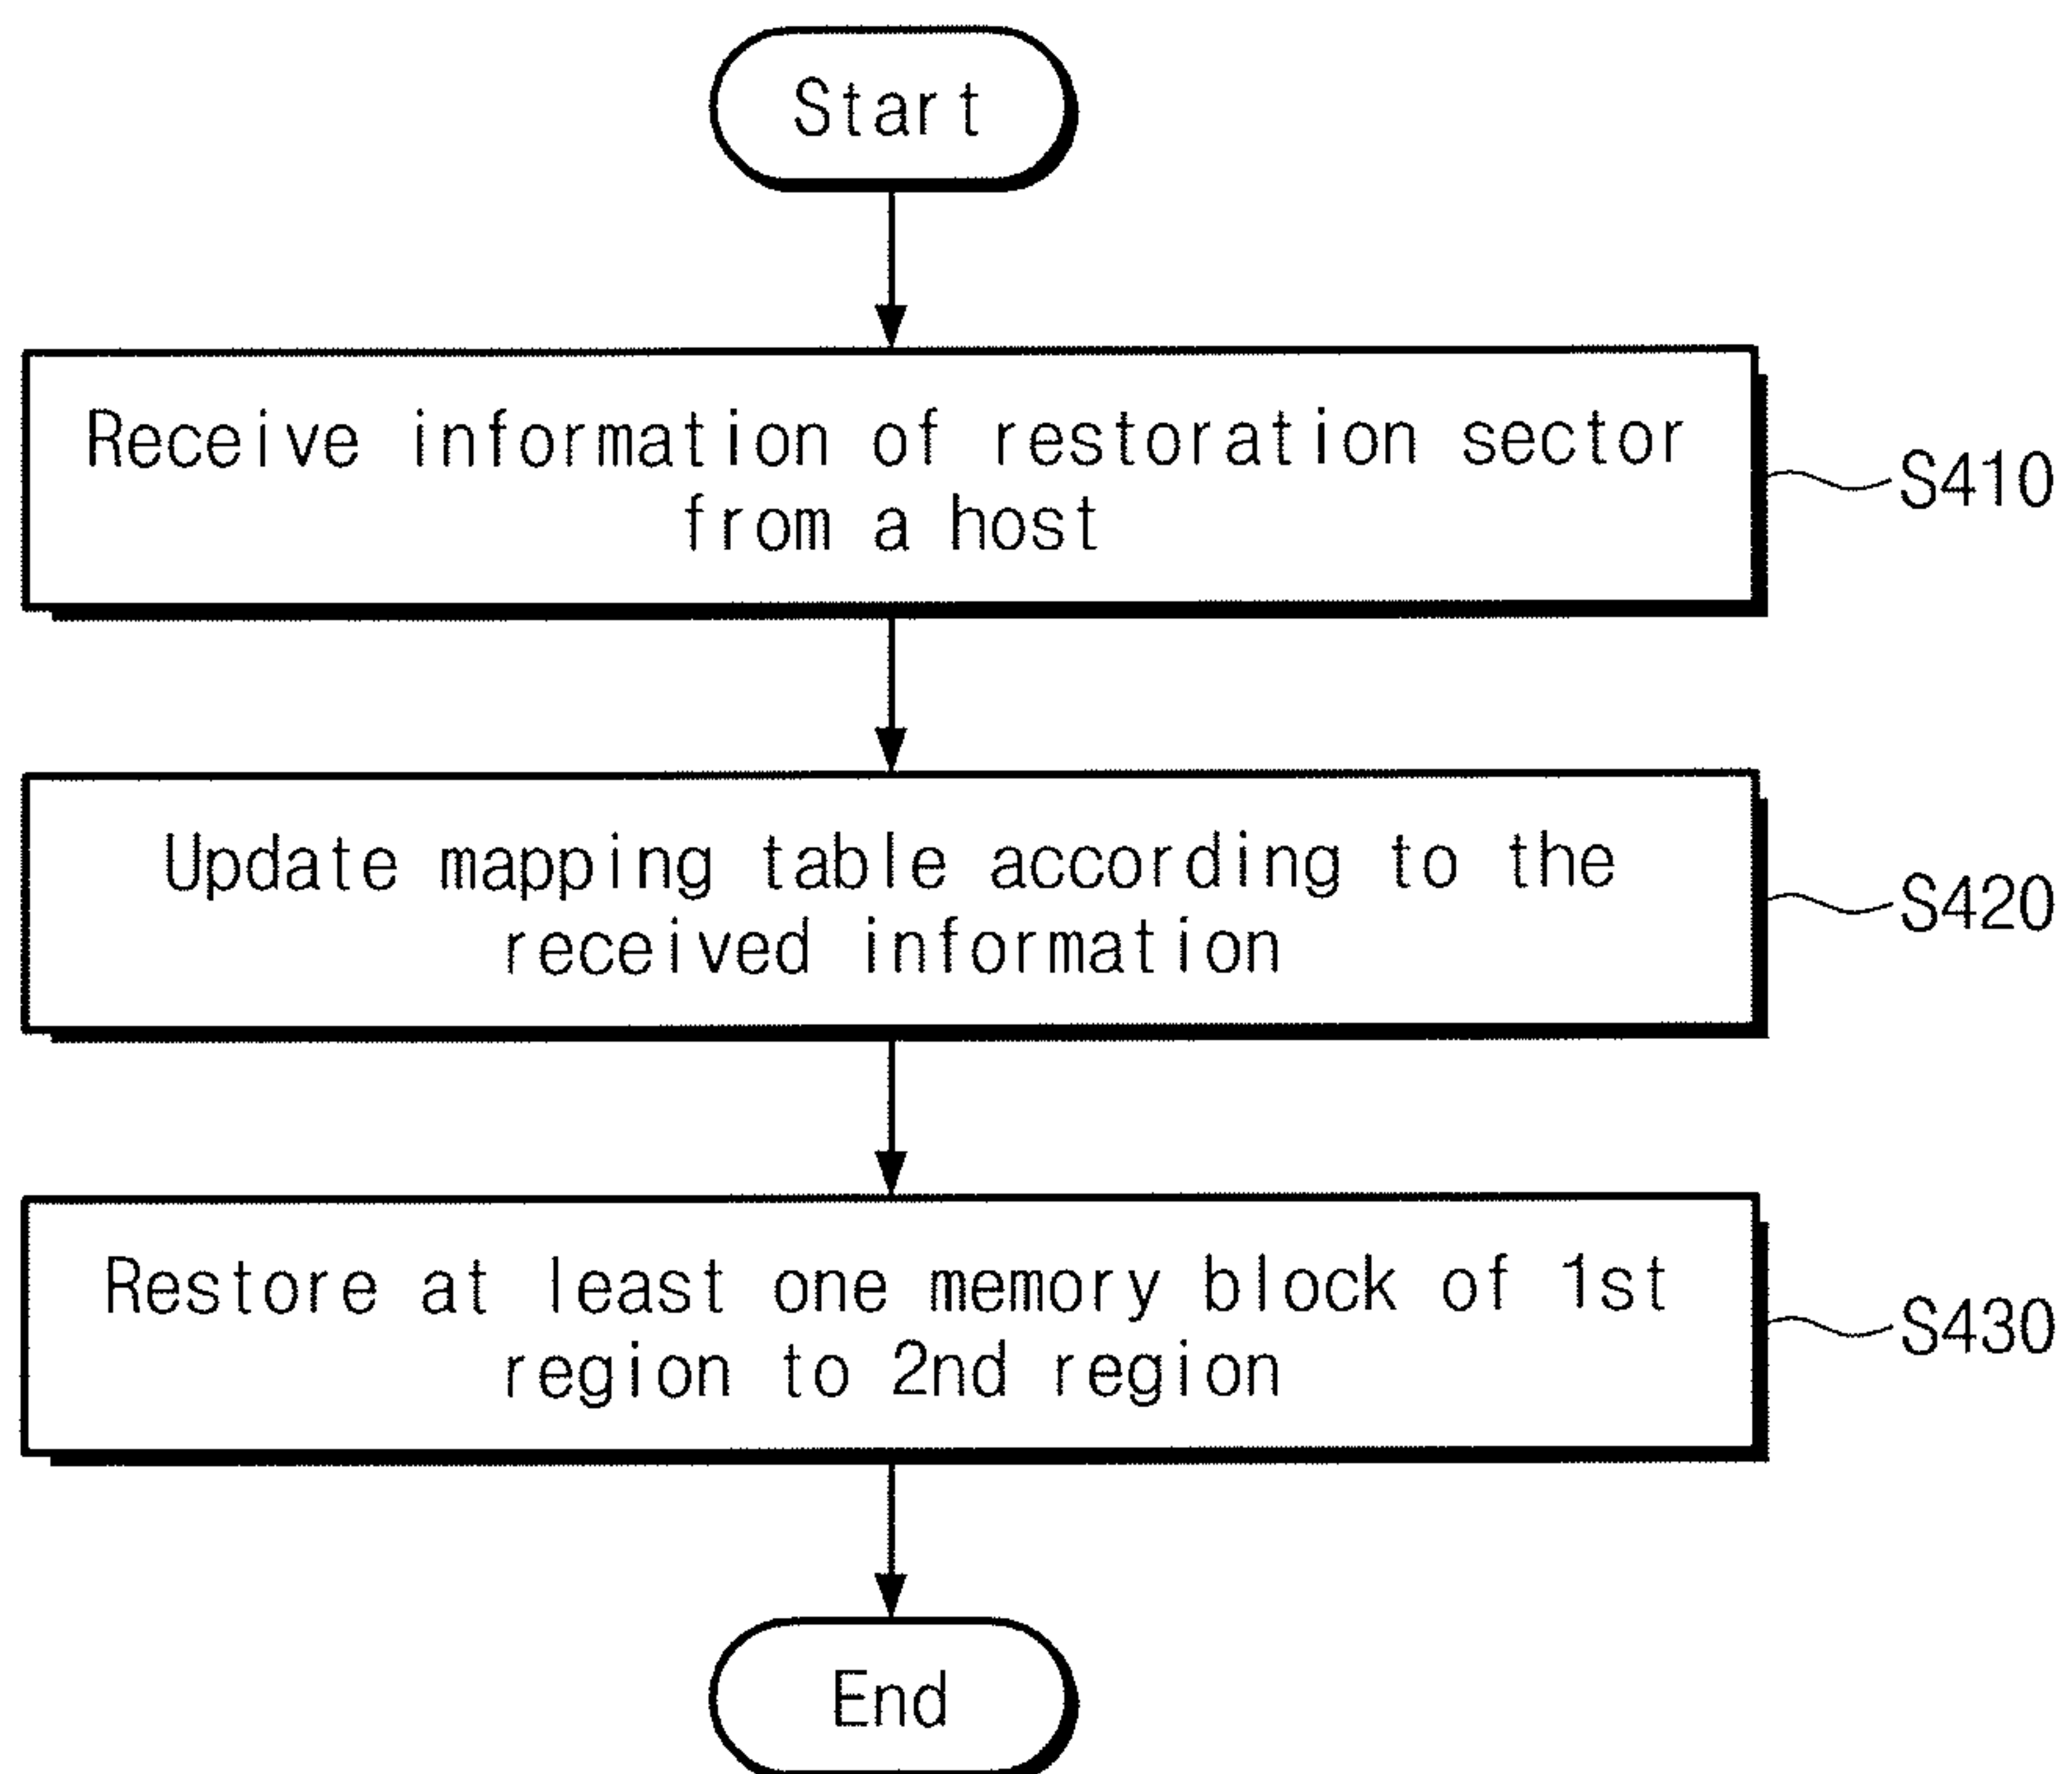 Start
Receive information of restoration sector
from a host
S410
Update mapping table according to the
received information
S420
Restore at least one memory block of 1st
region to 2nd region
S430
End